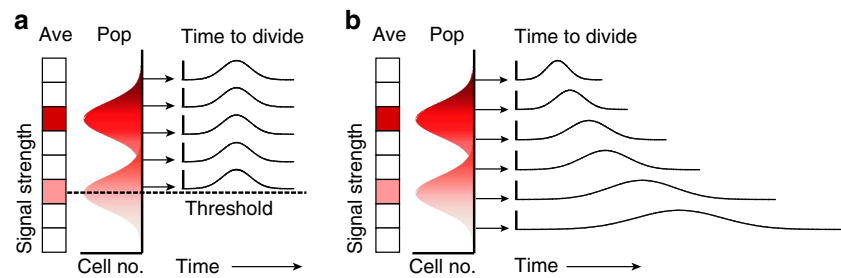 a
Ave Pop Time to divide
Signal strength
Threshold
Cell no. Time
b
Ave Pop Time to divide
Signal strength
Cell no. Time